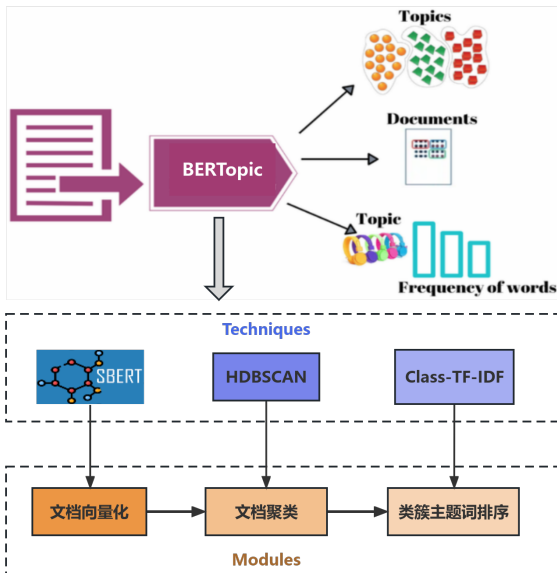 Topics
BERTopic
Documents
Topic
Frequency of words
Techniques
SBERT
HDBSCAN
Class-TF-IDF
文档向量化
文档聚类
类簇主题词排序
Modules